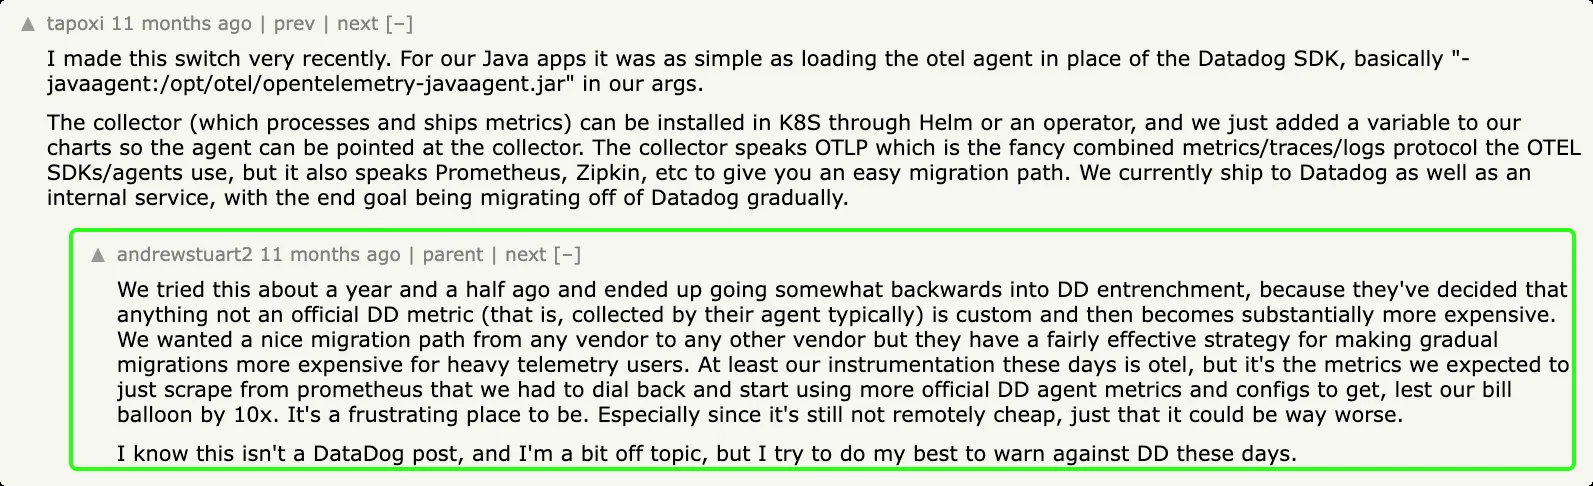 ▲ tapoxi 11 months ago | prev | next [–]
I made this switch very recently. For our Java apps it was as simple as loading the otel agent in place of the Datadog SDK, basically "-
javaagent:/opt/otel/opentelemetry-javaagent.jar" in our args.
The collector (which processes and ships metrics) can be installed in K8S through Helm or an operator, and we just added a variable to our
charts so the agent can be pointed at the collector. The collector speaks OTLP which is the fancy combined metrics/traces/logs protocol the OTEL
SDKs/agents use, but it also speaks Prometheus, Zipkin, etc to give you an easy migration path. We currently ship to Datadog as well as an
internal service, with the end goal being migrating off of Datadog gradually.
▲ andrewstuart2 11 months ago | parent | next [–]
We tried this about a year and a half ago and ended up going somewhat backwards into DD entrenchment, because they've decided that
anything not an official DD metric (that is, collected by their agent typically) is custom and then becomes substantially more expensive.
We wanted a nice migration path from any vendor to any other vendor but they have a fairly effective strategy for making gradual
migrations more expensive for heavy telemetry users. At least our instrumentation these days is otel, but it's the metrics we expected to
just scrape from prometheus that we had to dial back and start using more official DD agent metrics and configs to get, lest our bill
balloon by 10x. It's a frustrating place to be. Especially since it's still not remotely cheap, just that it could be way worse.
I know this isn't a DataDog post, and I'm a bit off topic, but I try to do my best to warn against DD these days.